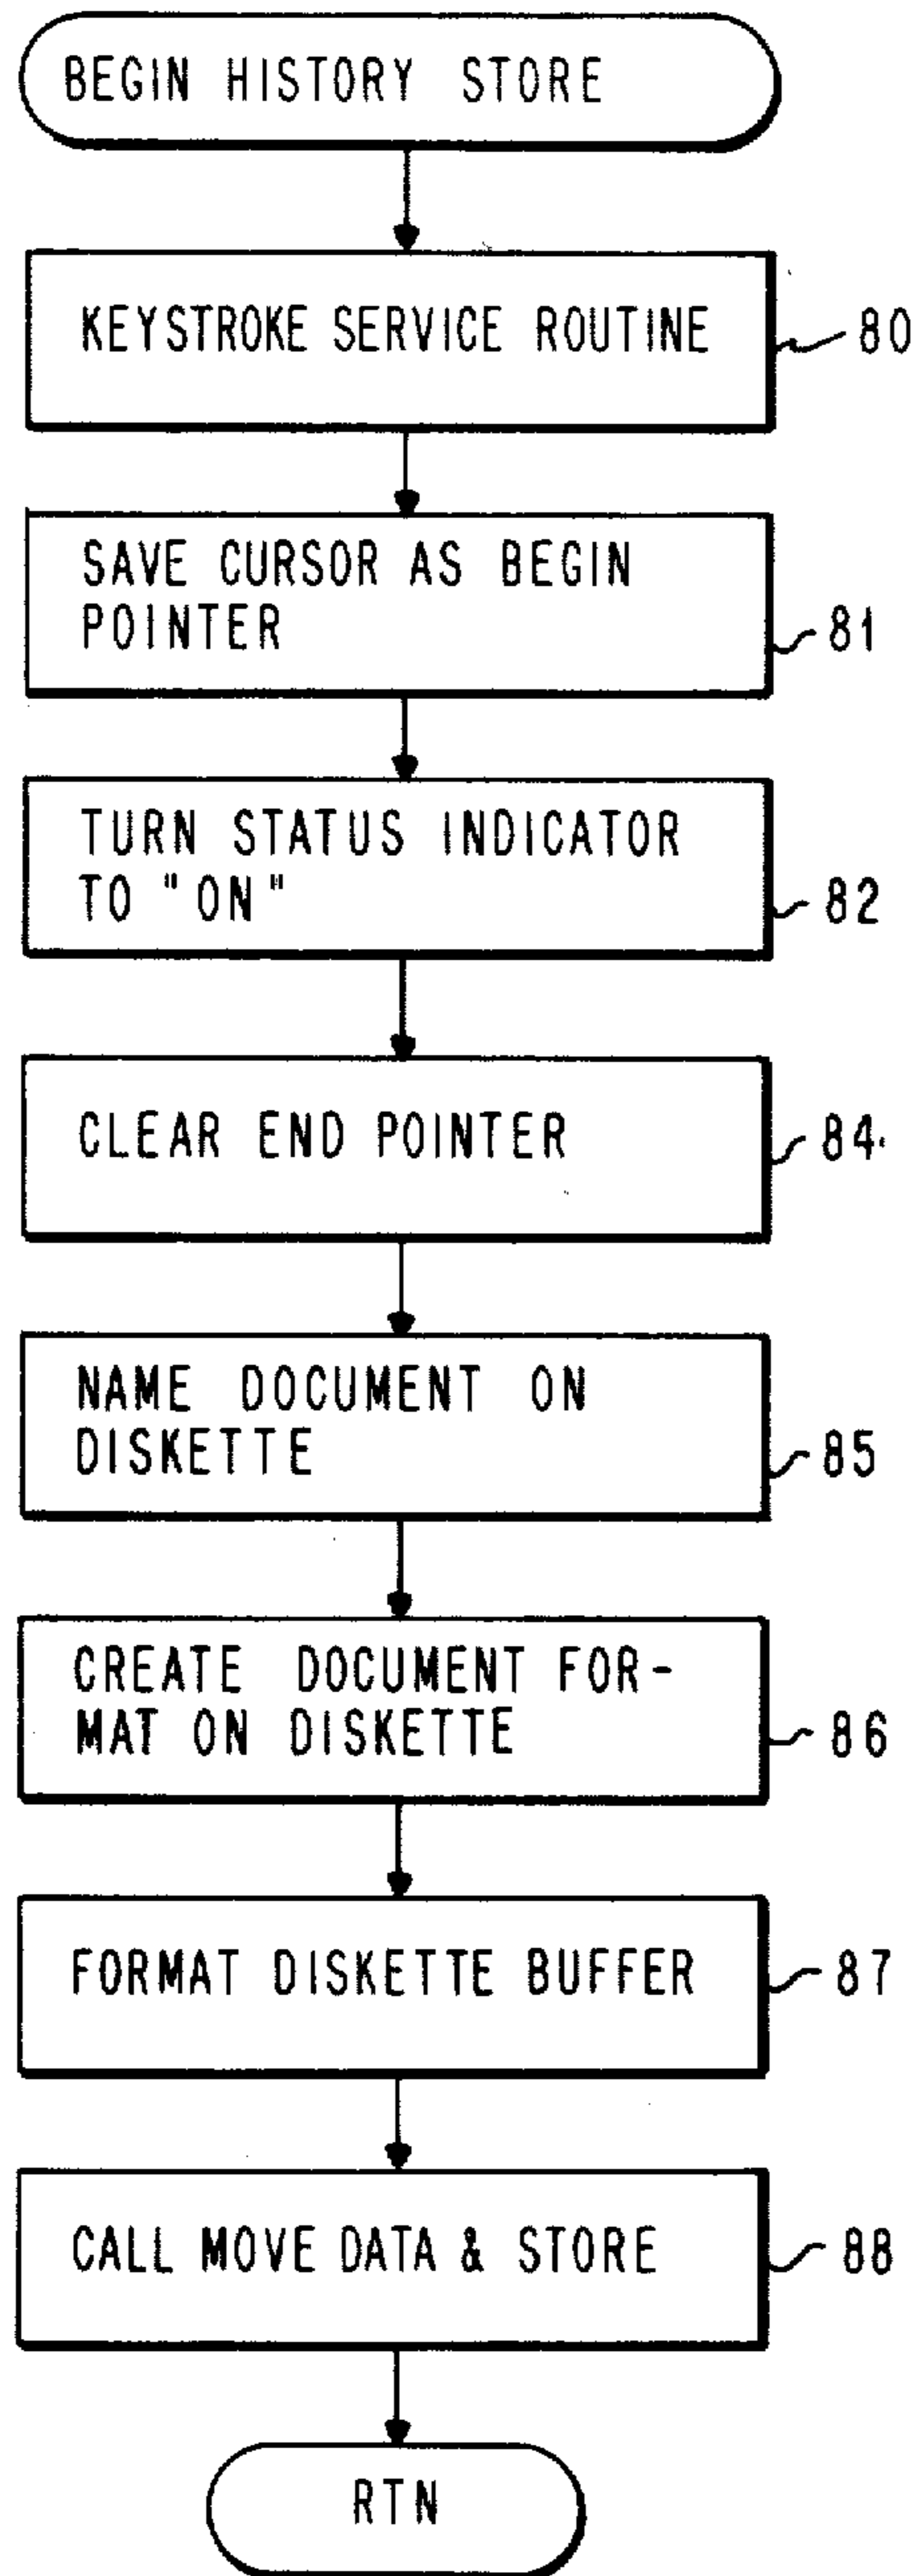 BEGIN HISTORY STORE
KEYSTROKE SERVICE ROUTINE
80
SAVE CURSOR AS BEGIN
POINTER
81
TURN STATUS INDICATOR
TO "ON"
82
CLEAR END POINTER
84
NAME DOCUMENT ON
DISKETTE
85
CREATE DOCUMENT FOR-
MAT ON DISKETTE
86
FORMAT DISKETTE BUFFER
87
CALL MOVE DATA & STORE
88
RTN